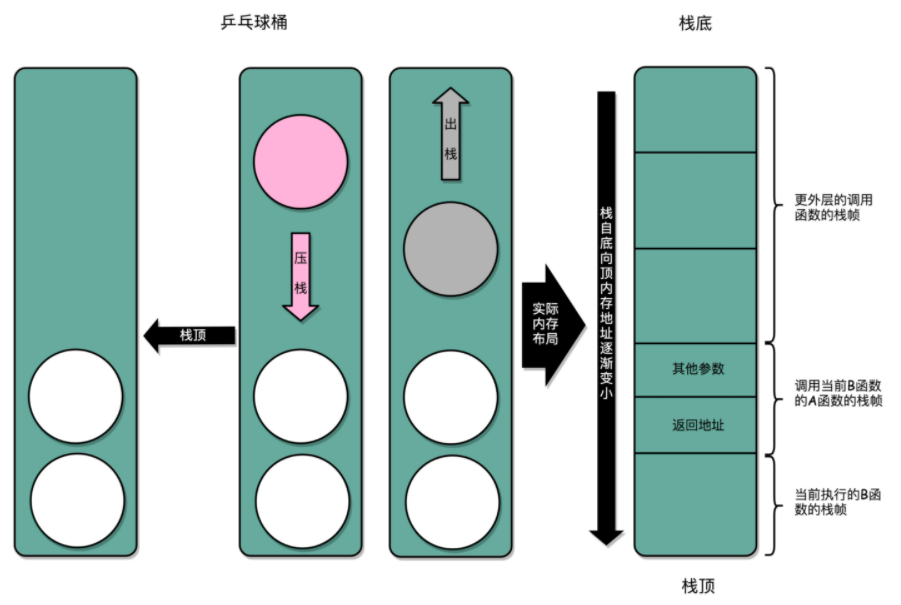 乒乓球桶
栈底
出
栈
压
栈
栈顶
实际
内存
布局
栈自底向顶内存地址逐渐变小
更外层的调用
函数的栈帧
其他参数
返回地址
调用当前B函数
的A函数的栈帧
当前执行的B函
数的栈帧
栈顶